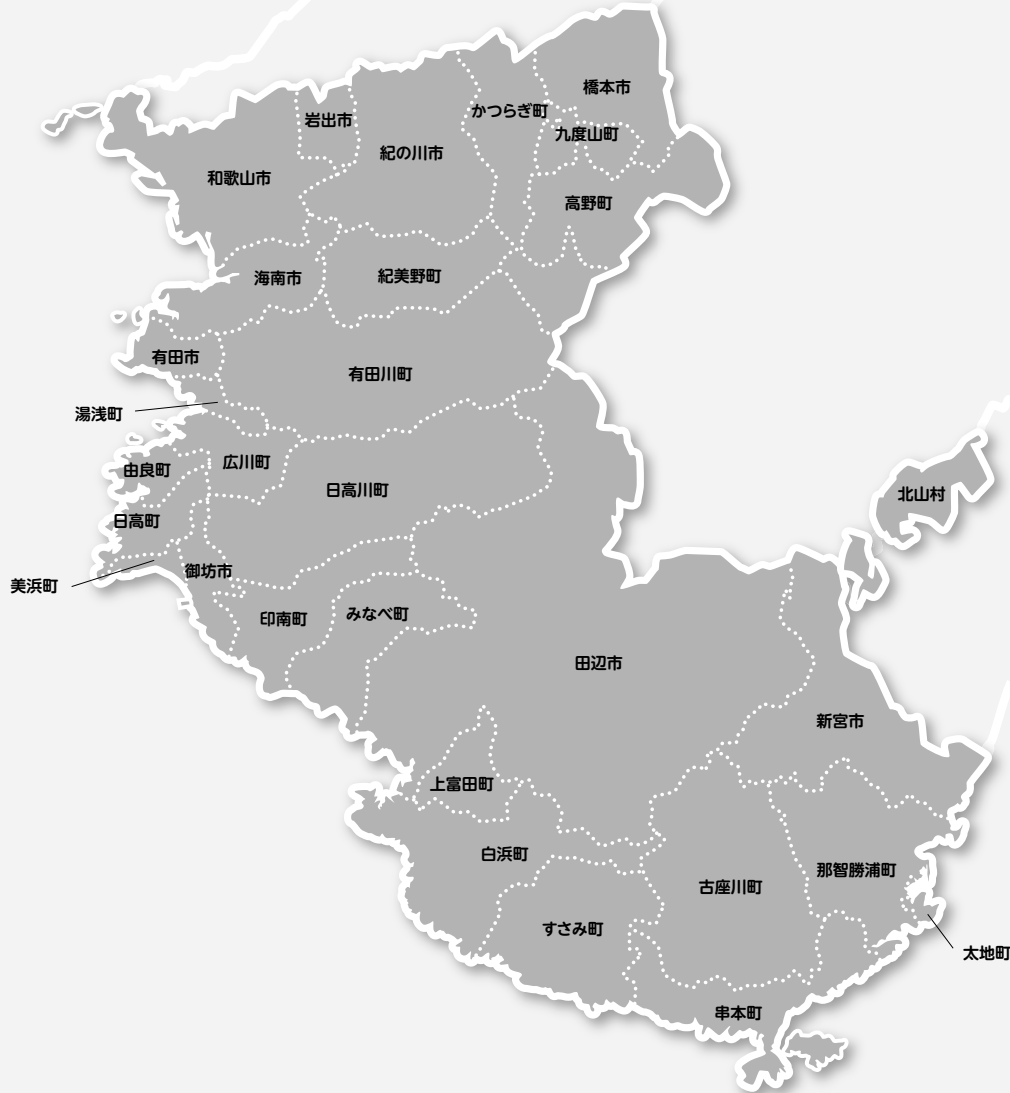 橋本市
かつらぎ町
岩出市
九度山町
紀の川市
和歌山市
高野町
海南市
紀美野町
有田市
有田川町
湯浅町
広川町
由良町
日高川町
北山村
日高町
御坊市
美浜町
みなべ町
印南町
田辺市
新宮市
上富田町
白浜町
那智勝浦町
古座川町
すさみ町
太地町
串本町